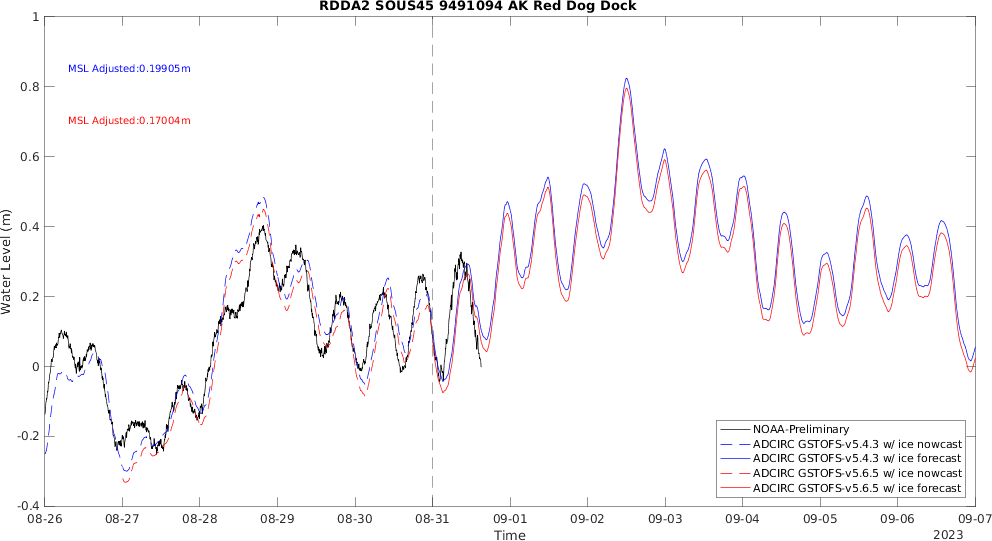 RDDA2 SOUS45 9491094 AK Red Dog Dock
MSL Adjusted:0.19905m
MSL Adjusted:0.17004m
Water Level (m)
1
0.8
0.6
0.4
0.2
0
-0.2
-0.4
NOAA-Preliminary
ADCIRC GSTOFS-v5.4.3 w/ ice nowcast
ADCIRC GSTOFS-v5.4.3 w/ ice forecast
ADCIRC GSTOFS-v5.6.5 w/ ice nowcast
ADCIRC GSTOFS-v5.6.5 w/ ice forecast
08-26 08-27 08-28 08-29 08-30 08-31 09-01 09-02 09-03 09-04 09-05 09-06 09-07
Time
2023